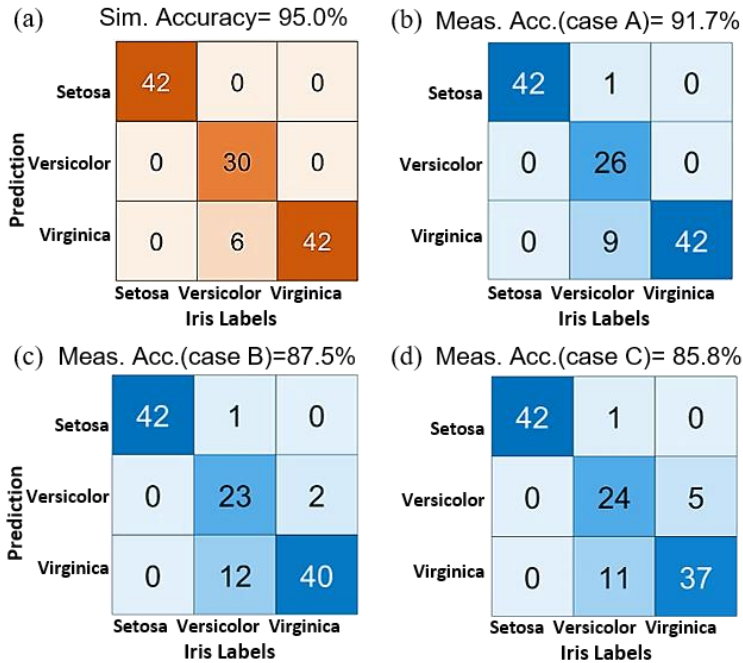 (a) Sim. Accuracy= 95.0%
Prediction
Setosa 42 0 0
Versicolor 0 30 0
Virginica 0 6 42
Setosa Versicolor Virginica
Iris Labels
(b) Meas. Acc.(case A)= 91.7%
Setosa 42 1 0
Versicolor 0 26 0
Virginica 0 9 42
Setosa Versicolor Virginica
Iris Labels
(c) Meas. Acc.(case B)=87.5%
Prediction
Setosa 42 1 0
Versicolor 0 23 2
Virginica 0 12 40
Setosa Versicolor Virginica
Iris Labels
(d) Meas. Acc.(case C)= 85.8%
Setosa 42 1 0
Versicolor 0 24 5
Virginica 0 11 37
Setosa Versicolor Virginica
Iris Labels